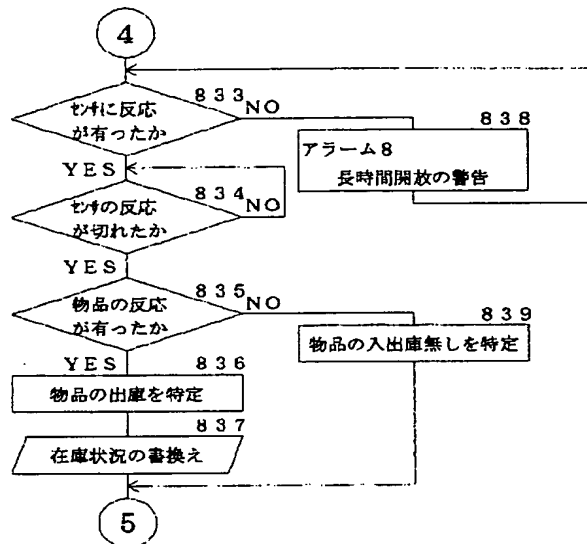 4
833
センサに反応
が有ったか
NO
838
アラーム8
長時間開放の警告
YES
834
センサの反応
が切れたか
NO
YES
835
物品の反応
が有ったか
NO
839
物品の入出庫無しを特定
YES
836
物品の出庫を特定
837
在庫状況の書換え
5